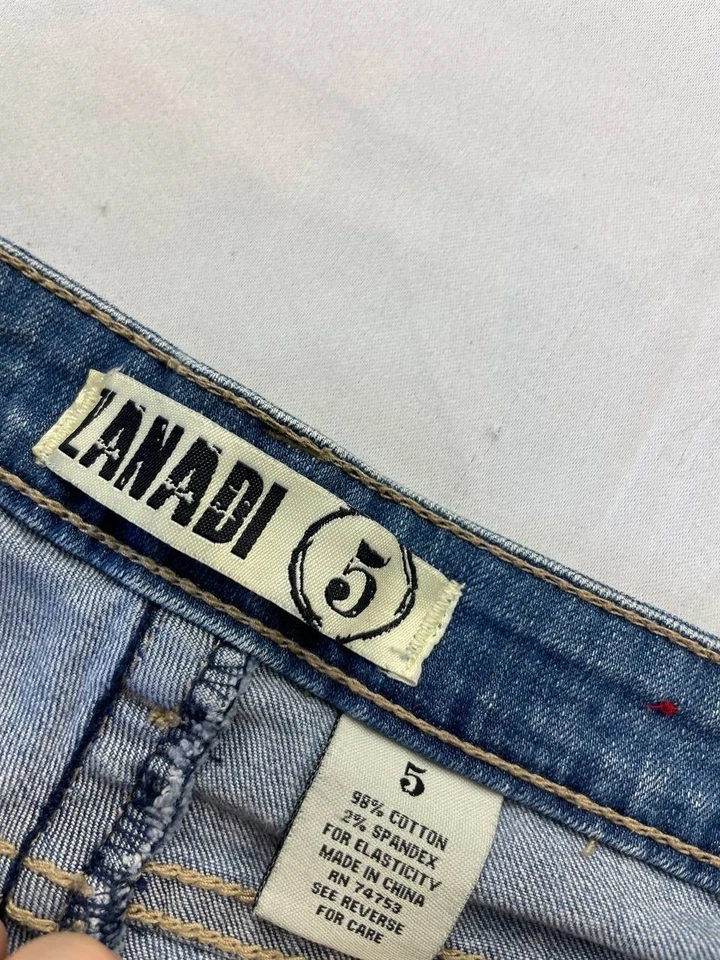 ZANADI 5
5
98% COTTON
2% SPANDEX
FOR ELASTICITY
MADE IN CHINA
RN 74753
SEE REVERSE
FOR CARE